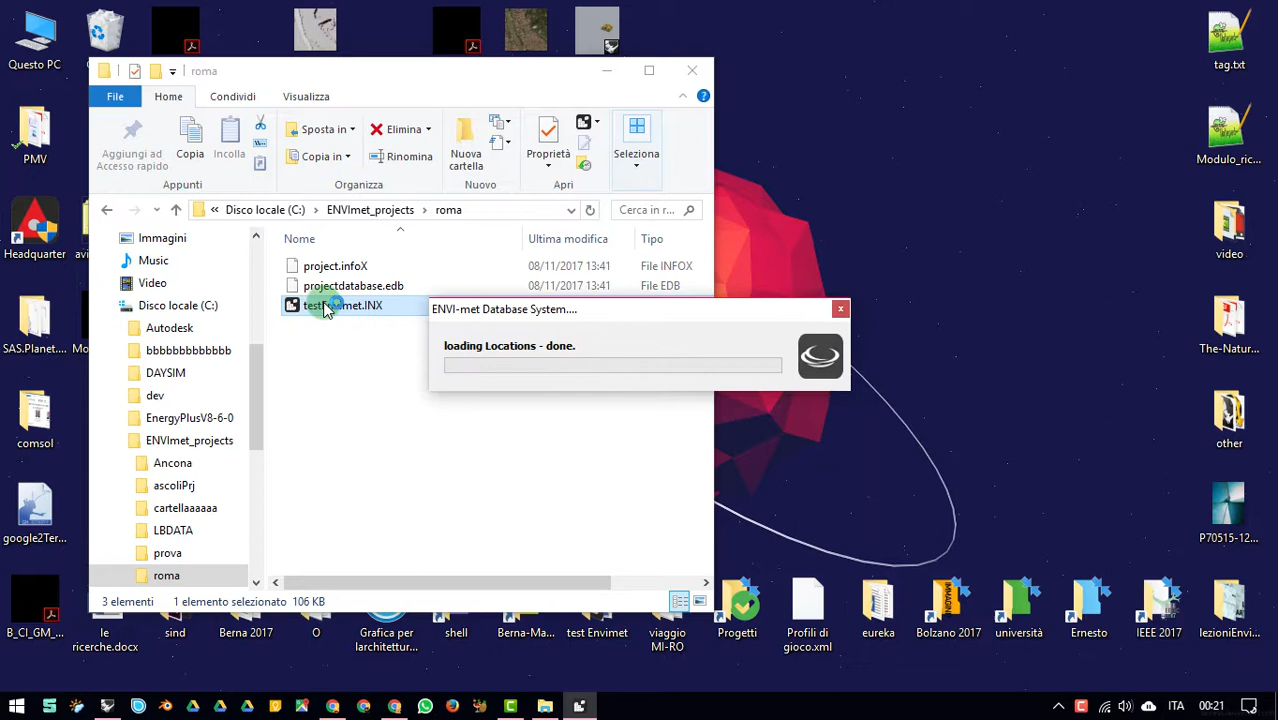 Questo PC
C
tag.txt
PMV
Modulo_ric...
Headquarter
avi
video
SAS.Planet....
Mo
The-Natur...
comsol
other
google2Ter...
P70515-12...
B_CI_GM_...
le ricerche.docx
sind
Berna 2017
O
Grafica per larchitettur...
shell
Berna-Ma...
test Envimet
viaggio MI-RO
Progetti
Profili di gioco.xml
eureka
Bolzano 2017
università
Ernesto
IEEE 2017
lezioniEnvi...
roma
File
Home
Condividi
Visualizza
Aggiungi ad Accesso rapido
Copia
Incolla
Sposta in
Copia in
Elimina
Rinomina
Nuova cartella
Proprietà
Seleziona
Appunti
Organizza
Nuovo
Apri
« Disco locale (C:) > ENVImet_projects > roma
Cerca in r...
Immagini
Music
Video
Disco locale (C:)
Autodesk
bbbbbbbbbbbbb
DAYSIM
dev
EnergyPlusV8-6-0
ENVImet_projects
Ancona
ascoliPrj
cartellaaaaaa
LBDATA
prova
roma
Nome
Ultima modifica
Tipo
project.infoX
08/11/2017 13:41
File INFOX
projectdatabase.edb
08/11/2017 13:41
File EDB
ENVI-met Database System....
loading Locations - done.
3 elementi
1 elemento selezionato 106 KB
ITA
00:21